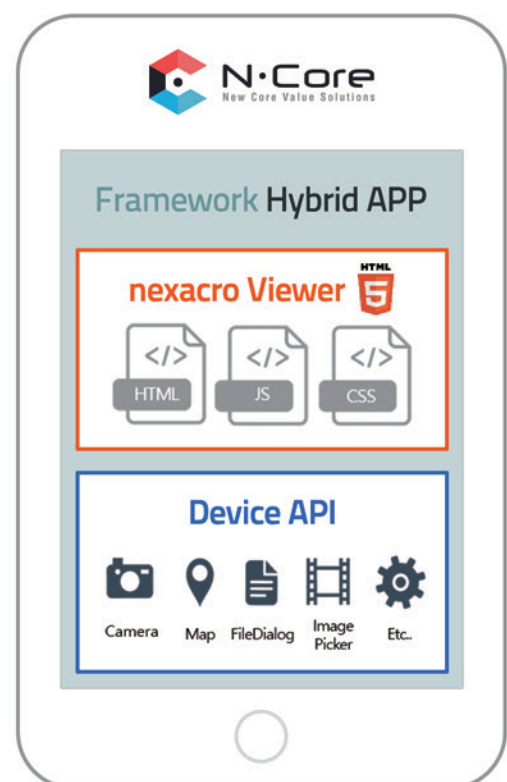 N·Core
New Core Value Solutions
Framework Hybrid APP
nexacro Viewer
HTML
5
</>
</>
</>
HTML
JS
CSS
Device API
Camera
Map
FileDialog
Image
Picker
Etc..